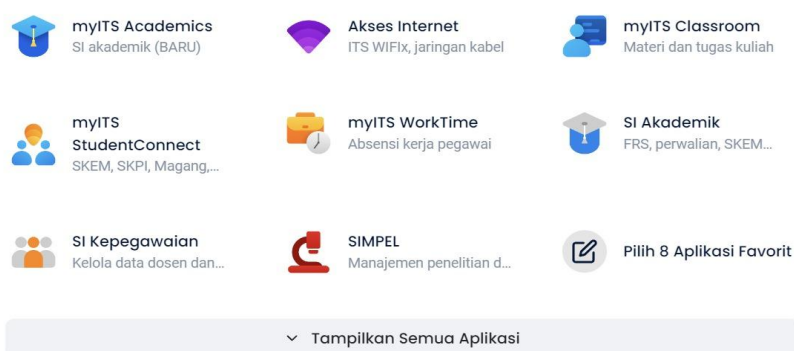 myITS Academics
SI akademik (BARU)
Akses Internet
ITS WIFIx, jaringan kabel
myITS Classroom
Materi dan tugas kuliah
myITS
StudentConnect
SKEM, SKPI, Magang,...
myITS WorkTime
Absensi kerja pegawai
SI Akademik
FRS, perwalian, SKEM...
SI Kepegawaian
Kelola data dosen dan...
SIMPEL
Manajemen penelitian d...
Pilih 8 Aplikasi Favorit
Tampilkan Semua Aplikasi